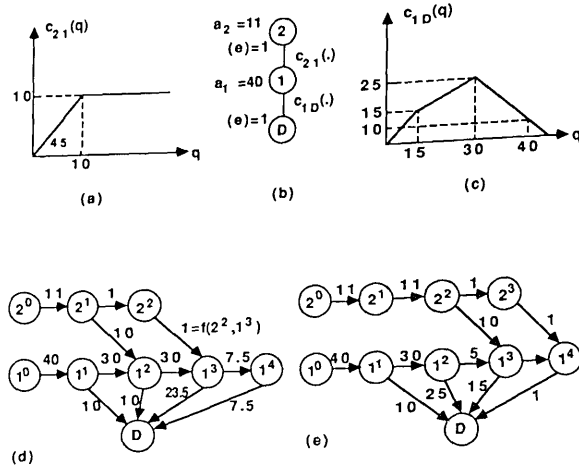 c₂₁(q)
10
45
10
q
(a)
a₂ = 11
2
(e) = 1
c₂₁(.)
a₁ = 40
1
c₁D(.)
(e) = 1
D
(b)
c₁D(q)
25
15
10
15
30
40
q
(c)
2⁰
11
2¹
1
2²
10
1 = f(2², 1³)
1⁰
40
1¹
30
1²
30
1³
7.5
1⁴
10
10
23.5
7.5
D
(d)
2⁰
11
2¹
11
2²
1
2³
10
1
1⁰
40
1¹
30
1²
5
1³
1⁴
10
25
15
1
D
(e)